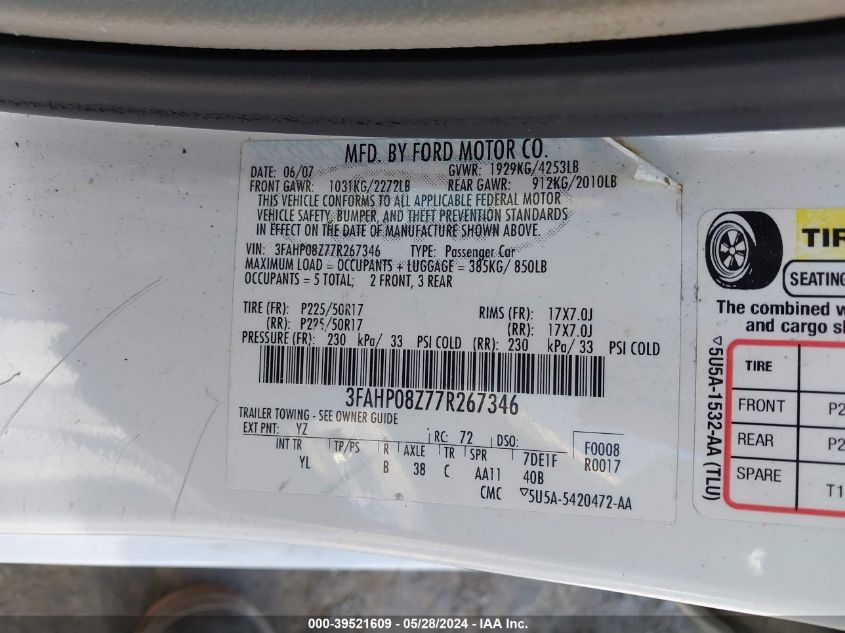 MFD. BY FORD MOTOR CO.
DATE: 06/07 GVWR: 1929KG/4253LB
FRONT GAWR: 1031KG/2272LB REAR GAWR: 912KG/2010LB
THIS VEHICLE CONFORMS TO ALL APPLICABLE FEDERAL MOTOR
VEHICLE SAFETY, BUMPER, AND THEFT PREVENTION STANDARDS
IN EFFECT ON THE DATE OF MANUFACTURE SHOWN ABOVE.
VIN: 3FAHP08Z77R267346 TYPE: Passenger Car
MAXIMUM LOAD = OCCUPANTS + LUGGAGE = 385KG/ 850LB
OCCUPANTS = 5 TOTAL; 2 FRONT, 3 REAR
TIRE (FR): P225/50R17 RIMS (FR): 17X7.0J
(RR): P225/50R17 (RR): 17X7.0J
PRESSURE (FR): 230 kPa/ 33 PSI COLD (RR): 230 kPa/ 33 PSI COLD
3FAHP08Z77R267346
TRAILER TOWING - SEE OWNER GUIDE
EXT PNT: YZ RC: 72 DSO: F0008
INT TR TP/PS R AXLE TR SPR 7DE1F R0017
YL B 38 C AA11 40B
CMC ▽5U5A-5420472-AA
TIR
SEATING
The combined w
and cargo sh
▽5U5A-1532-AA (TLU)
TIRE
FRONT P2
REAR P2
SPARE T1
000-39521609 - 05/28/2024 - IAA Inc.